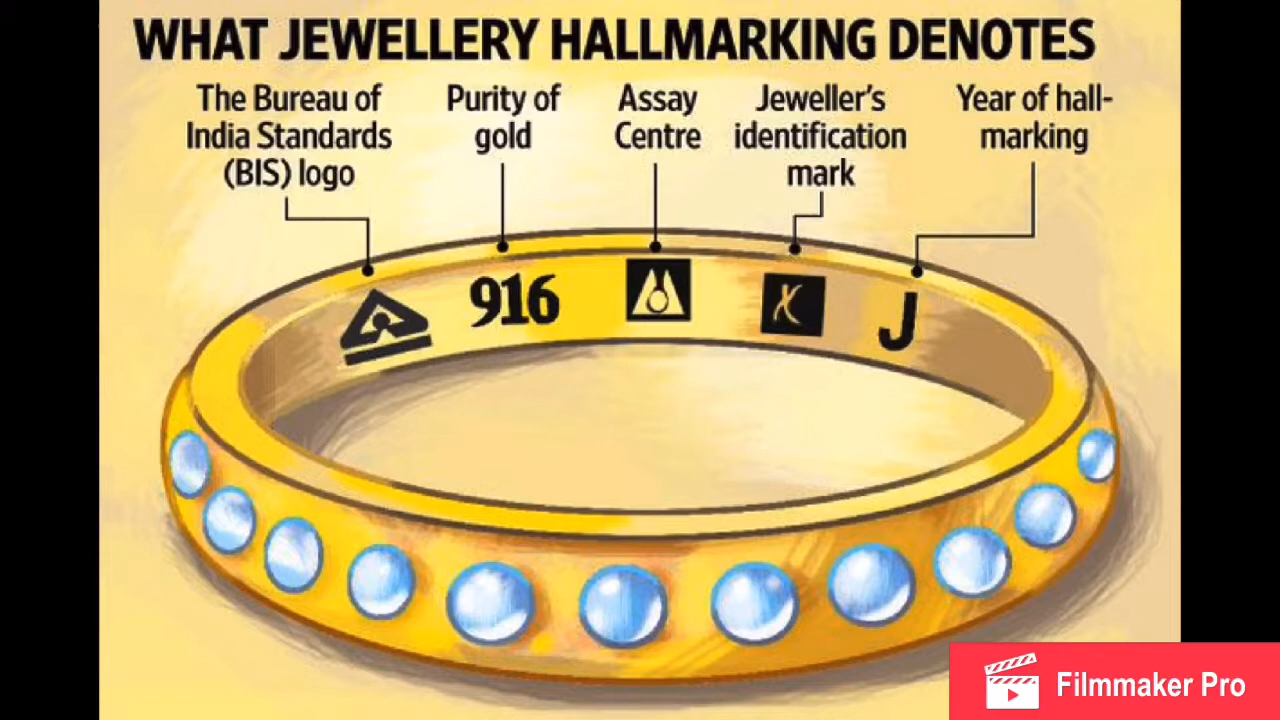 WHAT JEWELLERY HALLMARKING DENOTES
The Bureau of
India Standards
(BIS) logo
Purity of
gold
Assay
Centre
Jeweller's
identification
mark
Year of hall-
marking
916
K
J
Filmmaker Pro